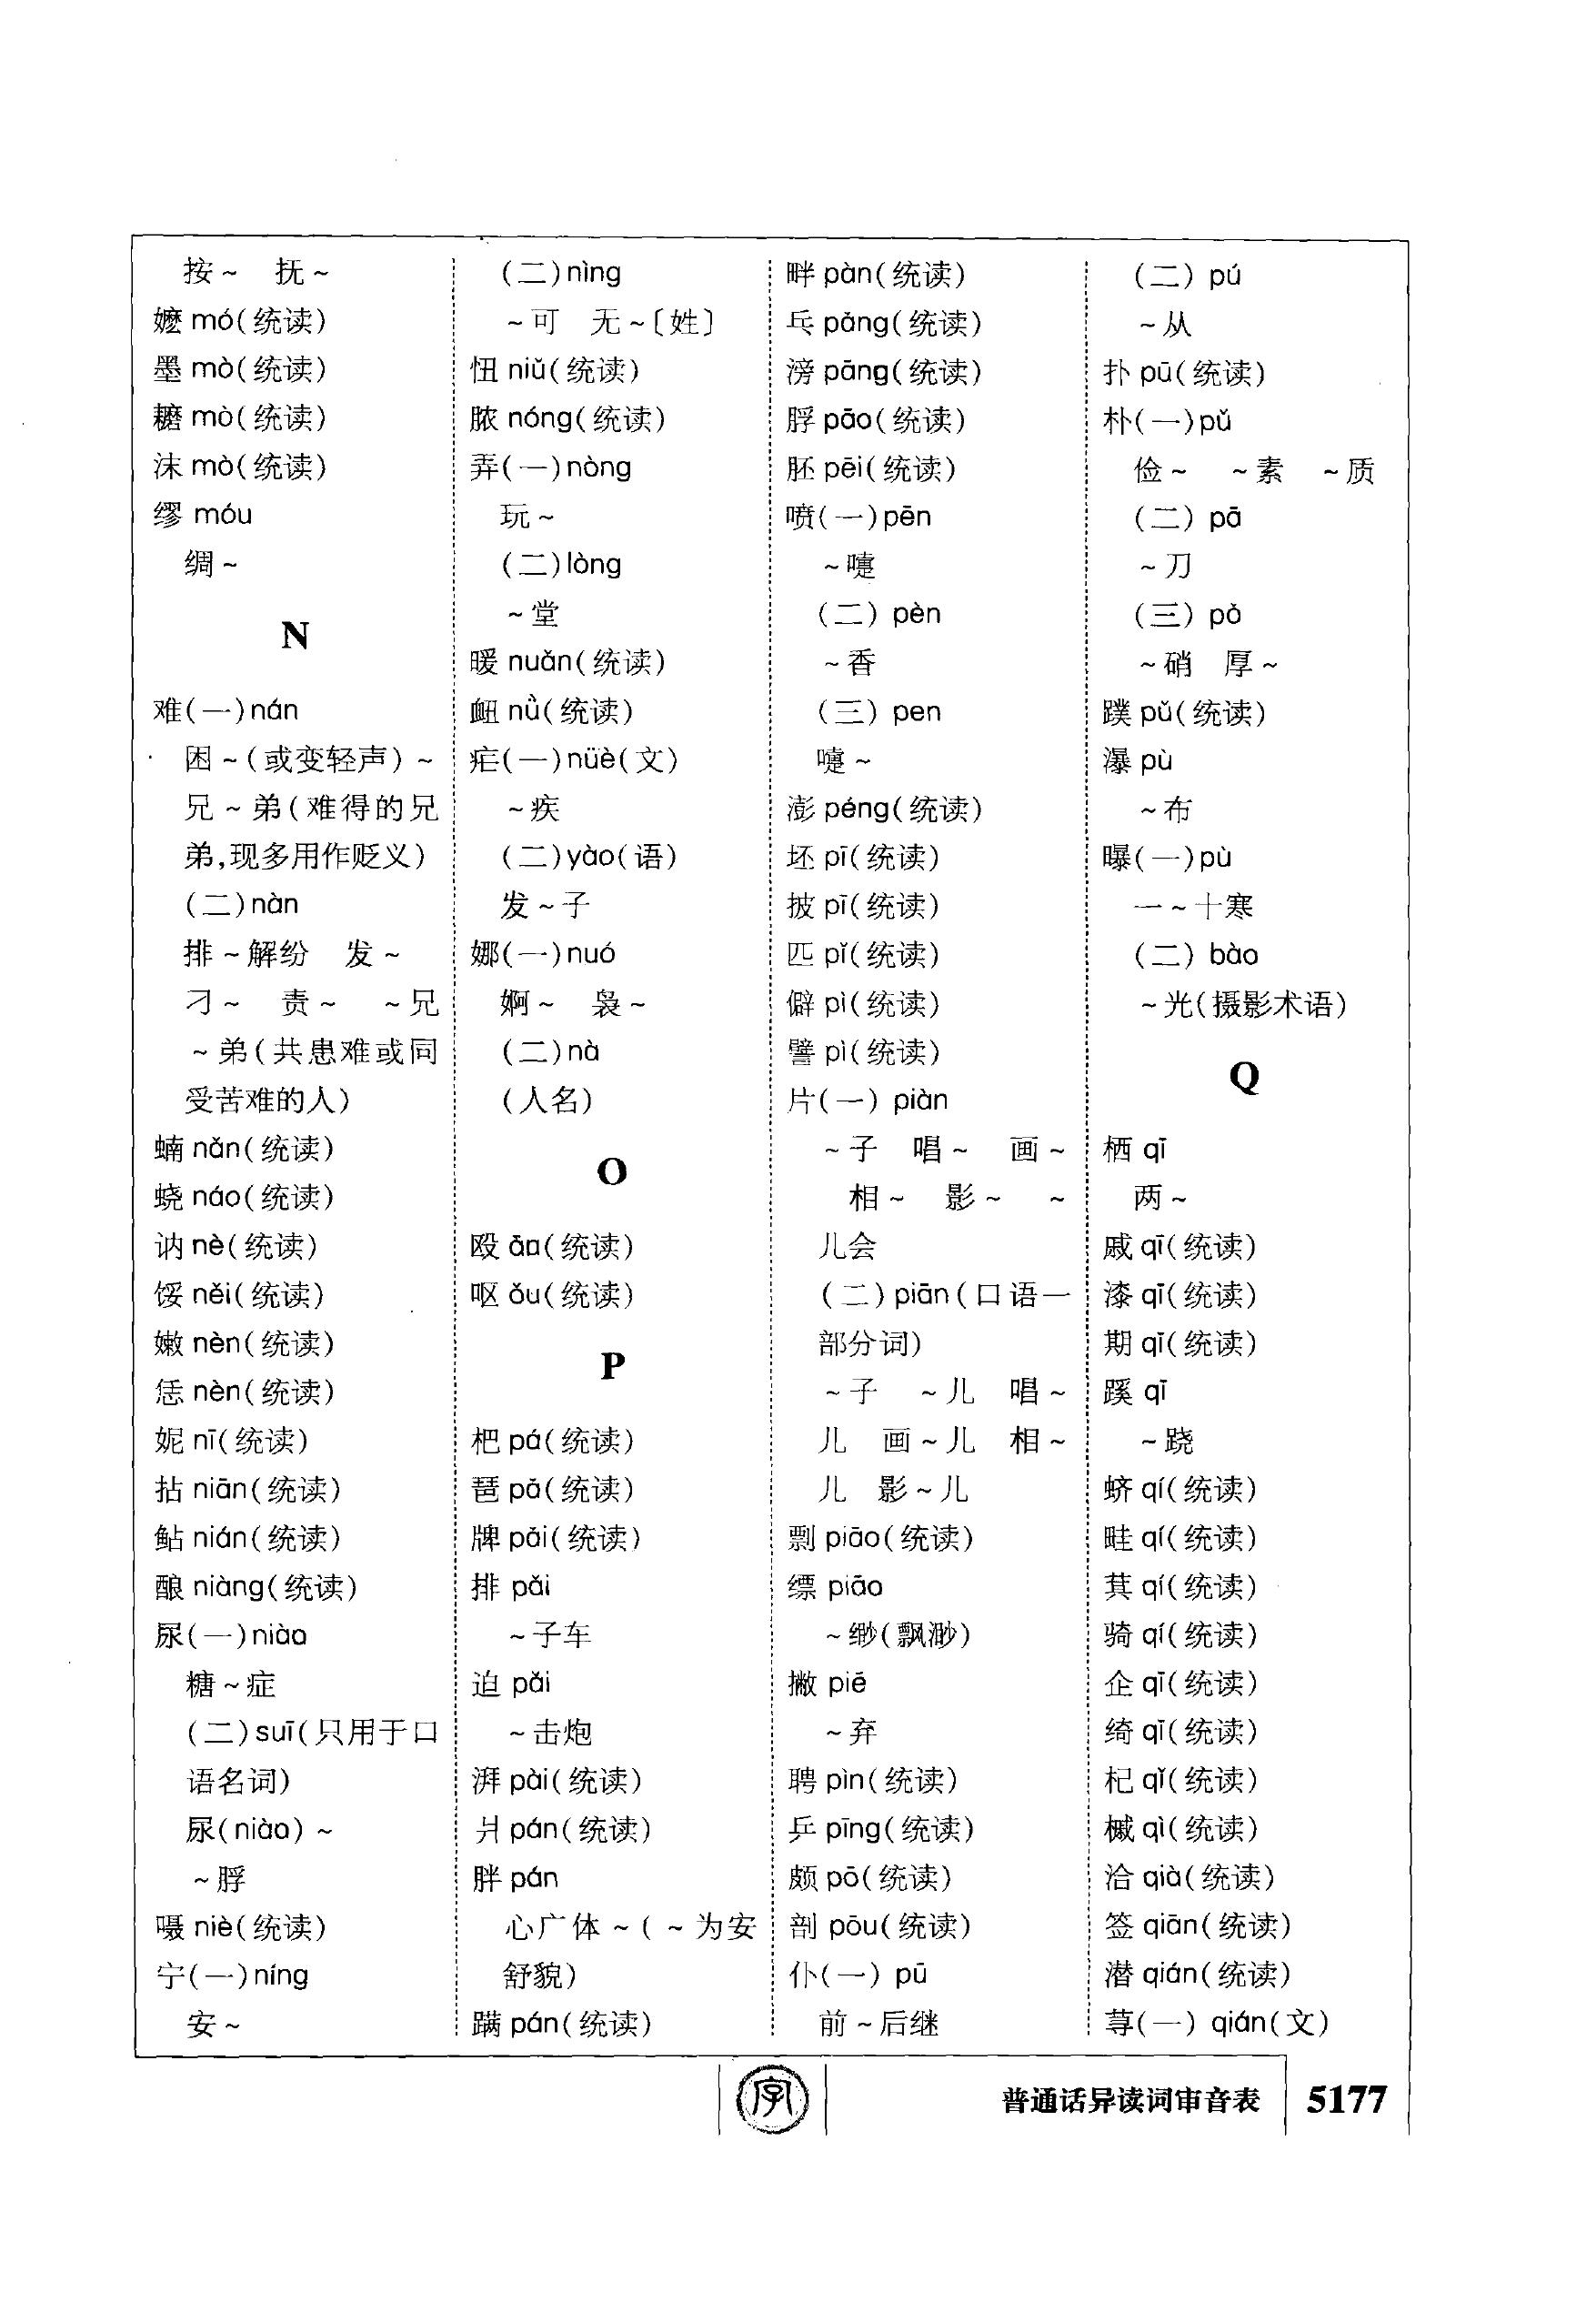 按～　抚～
嬷 mó(统读)
墨 mò(统读)
耱 mò(统读)
沫 mò(统读)
缪 móu
绸～
N
难(一)nán
困～(或变轻声)～
兄～弟(难得的兄
弟,现多用作贬义)
(二)nàn
排～解纷　发～
刁～　责～　～兄
～弟(共患难或同
受苦难的人)
蝻 nǎn(统读)
蛲 náo(统读)
讷 nè(统读)
馁 něi(统读)
嫩 nèn(统读)
恁 nèn(统读)
妮 nī(统读)
拈 niān(统读)
鲇 nián(统读)
酿 niàng(统读)
尿(一)niào
糖～症
(二)suī(只用于口
语名词)
尿(niào)～
～脬
嗫 niè(统读)
宁(一)níng
安～
(二)nìng
～可　无～〔姓〕
忸 niǔ(统读)
脓 nóng(统读)
弄(一)nòng
玩～
(二)lòng
～堂
暖 nuǎn(统读)
衄 nǜ(统读)
疟(一)nüè(文)
～疾
(二)yào(语)
发～子
娜(一)nuó
婀～　袅～
(二)nà
(人名)
O
殴 ōu(统读)
呕 ǒu(统读)
P
杷 pá(统读)
琶 pá(统读)
牌 pái(统读)
排 pǎi
～子车
迫 pǎi
～击炮
湃 pài(统读)
爿 pán(统读)
胖 pán
心广体～(～为安
舒貌)
蹒 pán(统读)
畔 pàn(统读)
乓 pāng(统读)
滂 pāng(统读)
脬 pāo(统读)
胚 pēi(统读)
喷(一)pēn
～嚏
(二) pèn
～香
(三) pen
嚏～
澎 péng(统读)
坯 pī(统读)
披 pī(统读)
匹 pǐ(统读)
僻 pì(统读)
譬 pì(统读)
片(一) piàn
～子　唱～　画～
相～　影～　～
儿会
(二)piān(口语一
部分词)
～子　～儿　唱～
儿　画～儿　相～
儿　影～儿
剽 piāo(统读)
缥 piāo
～缈(飘渺)
撇 piē
～弃
聘 pìn(统读)
乒 pīng(统读)
颇 pō(统读)
剖 pōu(统读)
仆(一) pū
前～后继
(二) pú
～从
扑 pū(统读)
朴(一)pǔ
俭～　～素　～质
(二) pō
～刀
(三) pò
～硝　厚～
蹼 pǔ(统读)
瀑 pù
～布
曝(一)pù
一～十寒
(二) bào
～光(摄影术语)
Q
栖 qī
两～
戚 qī(统读)
漆 qī(统读)
期 qī(统读)
蹊 qī
～跷
蛴 qí(统读)
畦 qí(统读)
萁 qí(统读)
骑 qí(统读)
企 qǐ(统读)
绮 qǐ(统读)
杞 qǐ(统读)
槭 qì(统读)
洽 qià(统读)
签 qiān(统读)
潜 qián(统读)
荨(一) qián(文)
字
普通话异读词审音表　5177